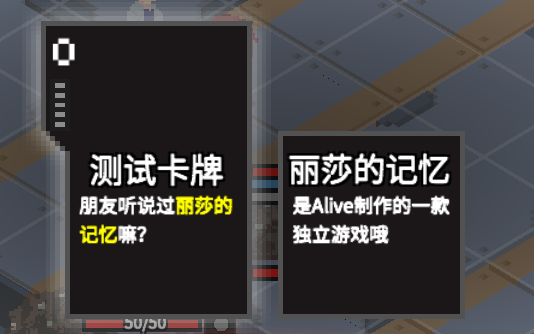 0
测试卡牌
朋友听说过丽莎的
记忆嘛?
丽莎的记忆
是Alive制作的一款
独立游戏哦
50/50